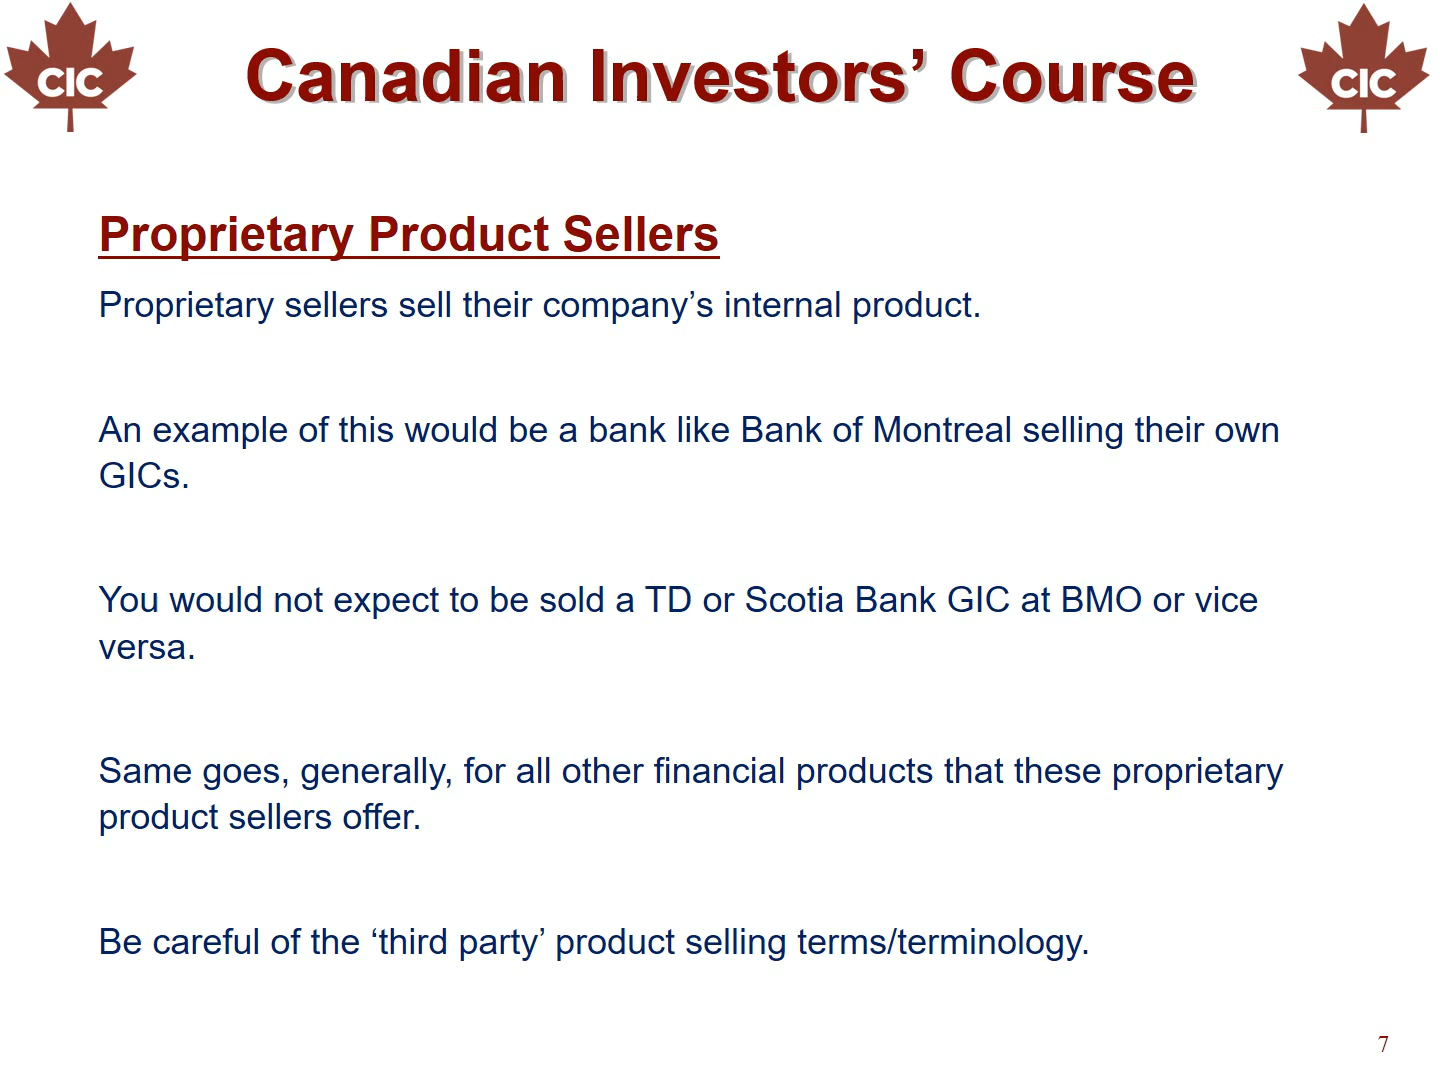 CIC
Canadian Investors’ Course
CIC
Proprietary Product Sellers
Proprietary sellers sell their company’s internal product.
An example of this would be a bank like Bank of Montreal selling their own
GICs.
You would not expect to be sold a TD or Scotia Bank GIC at BMO or vice
versa.
Same goes, generally, for all other financial products that these proprietary
product sellers offer.
Be careful of the ‘third party’ product selling terms/terminology.
7